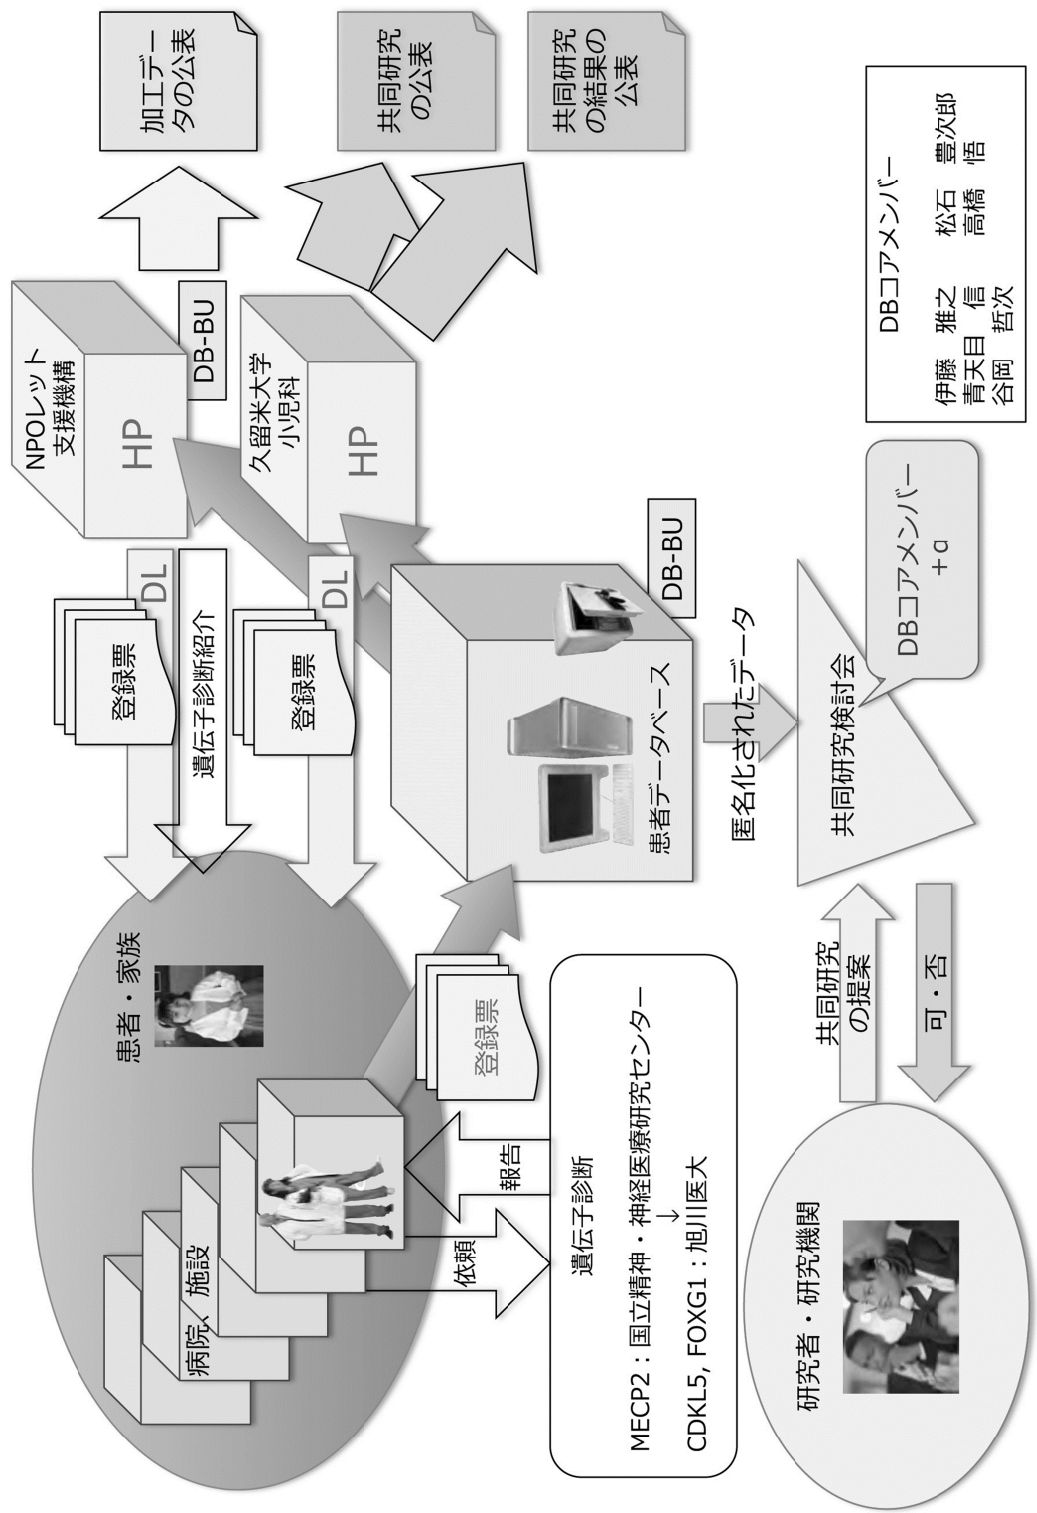 患者・家族
病院、施設
登録票
DL
遺伝子診断紹介
登録票
DL
NPOレット
支援機構
HP
DB-BU
久留米大学
小児科
HP
加工デー
タの公表
共同研究
の公表
共同研究
の結果の
公表
依頼
報告
登録票
患者データベース
DB-BU
遺伝子診断
MECP2：国立精神・神経医療研究センター
↓
CDKL5, FOXG1：旭川医大
匿名化されたデータ
研究者・研究機関
共同研究
の提案
可・否
共同研究検討会
DBコアメンバー
+α
DBコアメンバー
伊藤　雅之　　松石　豊次郎
青天目　信　　高橋　悟
谷岡　哲次